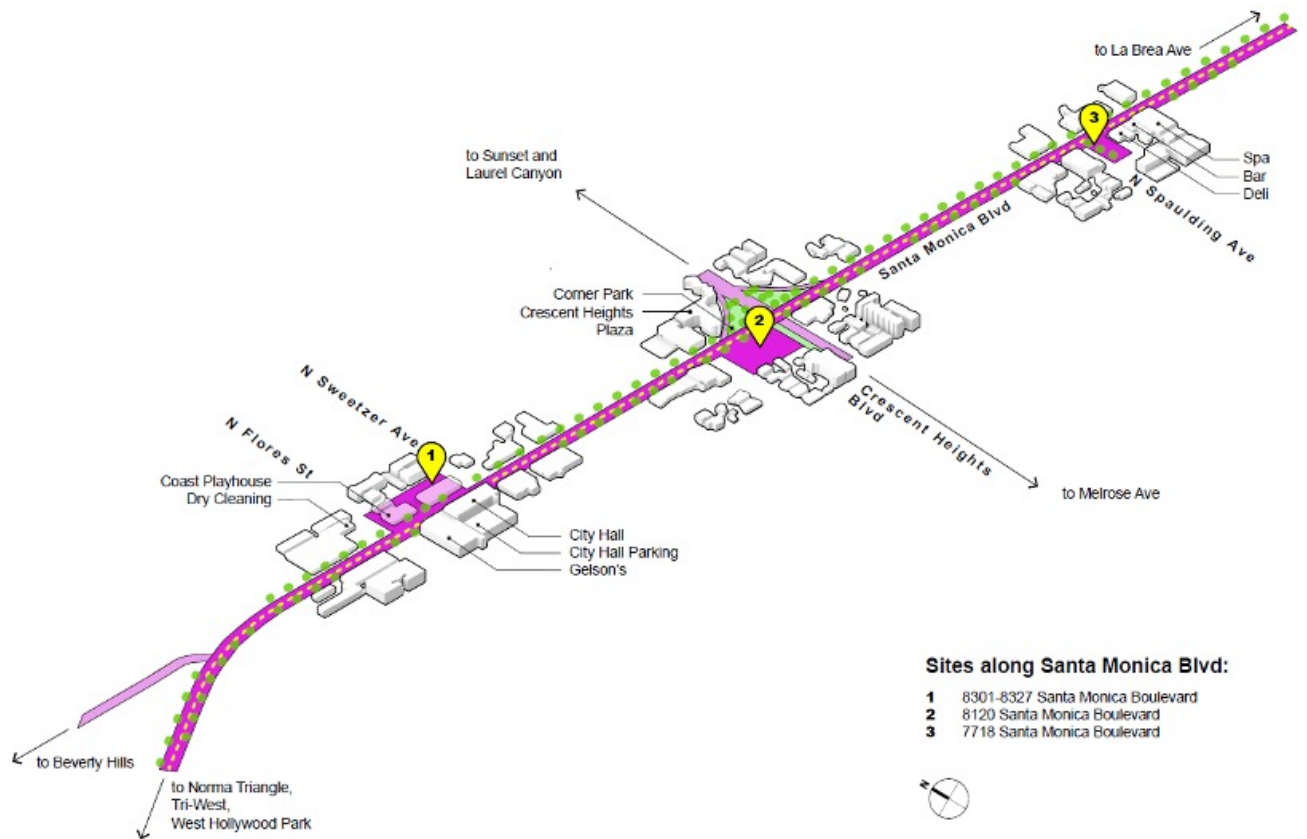 to La Brea Ave
3
to Sunset and
Laurel Canyon
Spa
Bar
Deli
N Spaulding Ave
Santa Monica Blvd
Corner Park
Crescent Heights
Plaza
2
Crescent Heights
Blvd
to Melrose Ave
N Sweetzer Ave
N Flores St
1
Coast Playhouse
Dry Cleaning
City Hall
City Hall Parking
Gelson's
to Beverly Hills
to Norma Triangle,
Tri-West,
West Hollywood Park
Sites along Santa Monica Blvd:
1 8301-8327 Santa Monica Boulevard
2 8120 Santa Monica Boulevard
3 7718 Santa Monica Boulevard
N